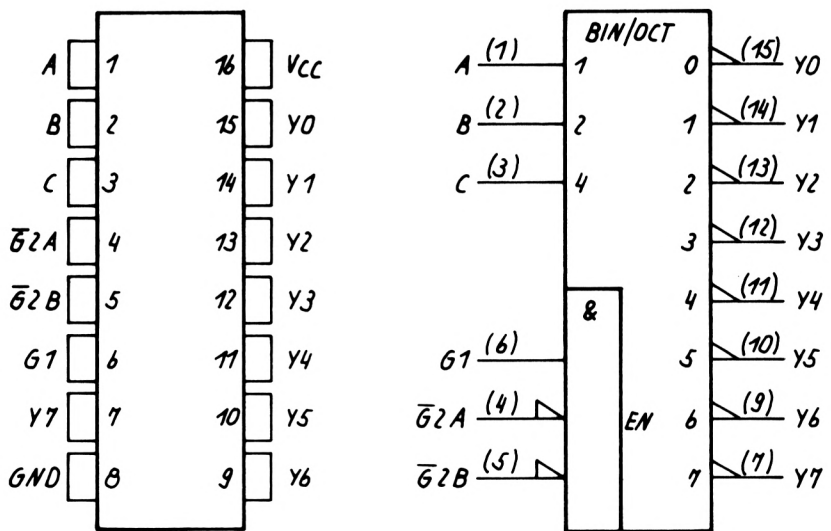 A 1 16 VCC
B 2 15 Y0
C 3 14 Y1
G̅2A 4 13 Y2
G̅2B 5 12 Y3
G1 6 11 Y4
Y7 7 10 Y5
GND 8 9 Y6
BIN/OCT
A (1) 1 0 (15) Y0
B (2) 2 1 (14) Y1
C (3) 4 2 (13) Y2
3 (12) Y3
& 4 (11) Y4
G1 (6) 5 (10) Y5
G̅2A (4) EN 6 (9) Y6
G̅2B (5) 7 (7) Y7